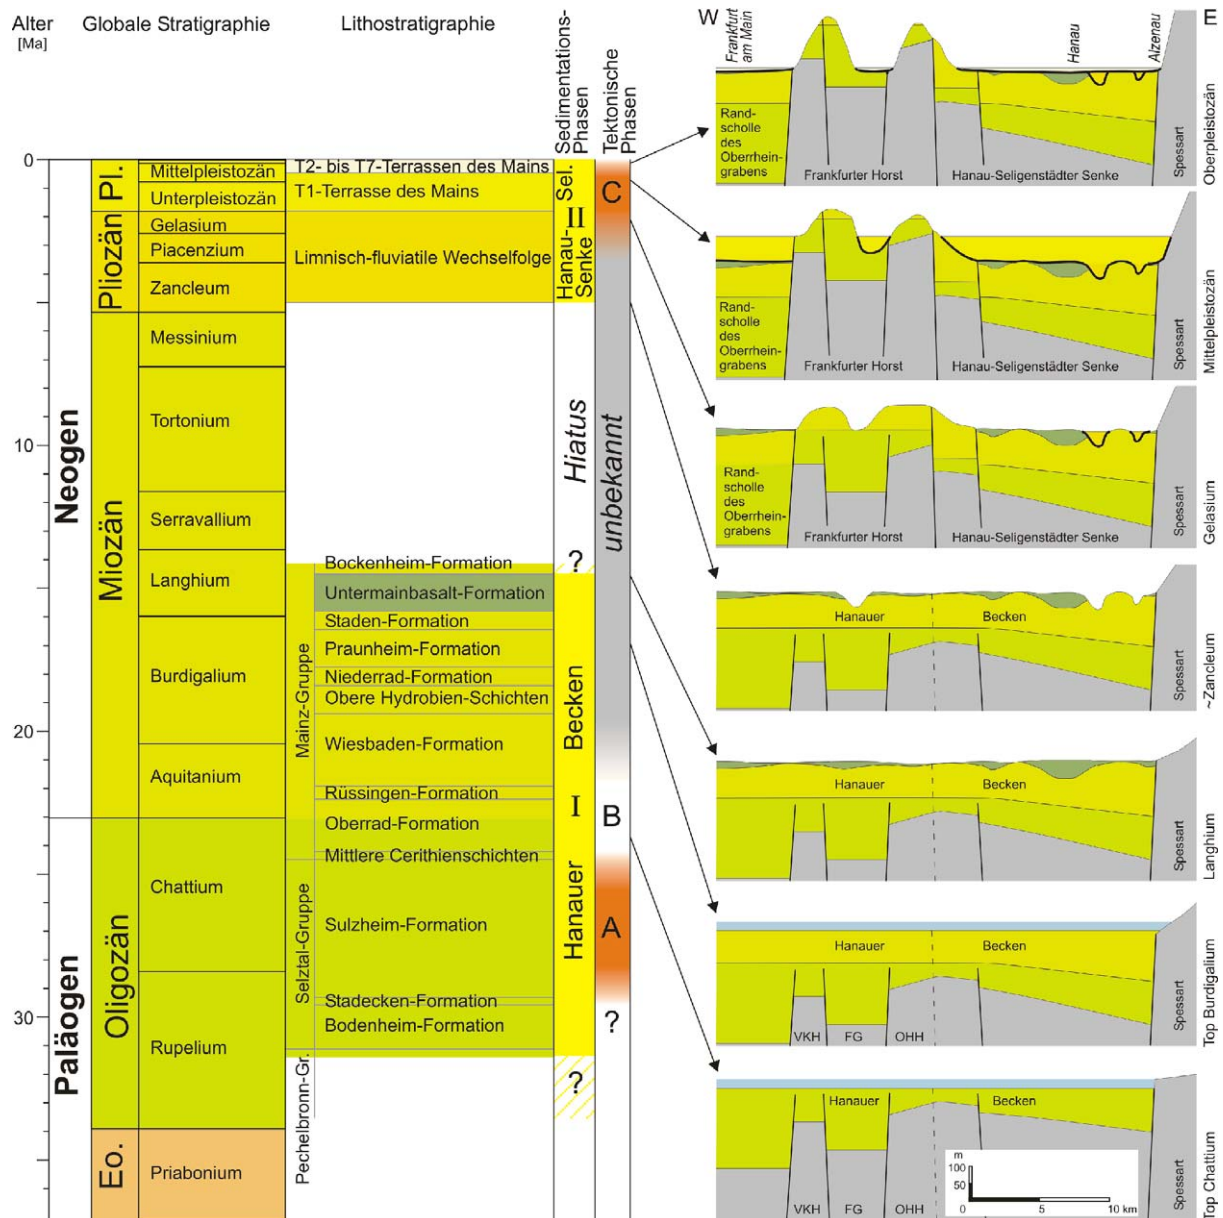 Alter
[Ma]
Globale Stratigraphie
Lithostratigraphie
Sedimentations-
Phasen
Tektonische
Phasen
0
10
20
30
Neogen
Paläogen
Pl.
Pliozän
Miozän
Oligozän
Eo.
Mittelpleistozän
Unterpleistozän
Gelasium
Piacenzium
Zancleum
Messinium
Tortonium
Serravallium
Langhium
Burdigalium
Aquitanium
Chattium
Rupelium
Priabonium
T2- bis T7-Terrassen des Mains
T1-Terrasse des Mains
Limnisch-fluviatile Wechselfolge
Bockenheim-Formation
Untermainbasalt-Formation
Staden-Formation
Praunheim-Formation
Niederrad-Formation
Obere Hydrobien-Schichten
Wiesbaden-Formation
Rüssingen-Formation
Oberrad-Formation
Mittlere Cerithienschichten
Sulzheim-Formation
Stadecken-Formation
Bodenheim-Formation
Mainz-Gruppe
Selztal-Gruppe
Pechelbronn-Gr.
Hanau-
Senke
II
Sel.
Hiatus
?
Hanauer
I
Becken
?
C
unbekannt
B
A
?
W
E
Frankfurt
am Main
Hanau
Alzenau
Rand-
scholle
des
Oberrhein-
grabens
Frankfurter Horst
Hanau-Seligenstädter Senke
Spessart
Oberpleistozän
Rand-
scholle
des
Oberrhein-
grabens
Frankfurter Horst
Hanau-Seligenstädter Senke
Spessart
Mittelpleistozän
Rand-
scholle
des
Oberrhein-
grabens
Frankfurter Horst
Hanau-Seligenstädter Senke
Spessart
Gelasium
Hanauer Becken
Spessart
~Zancleum
Hanauer Becken
Spessart
Langhium
Hanauer Becken
VKH FG OHH
Spessart
Top Burdigalium
Hanauer Becken
VKH FG OHH
Spessart
Top Chattium
m
100
50
0 5 10 km